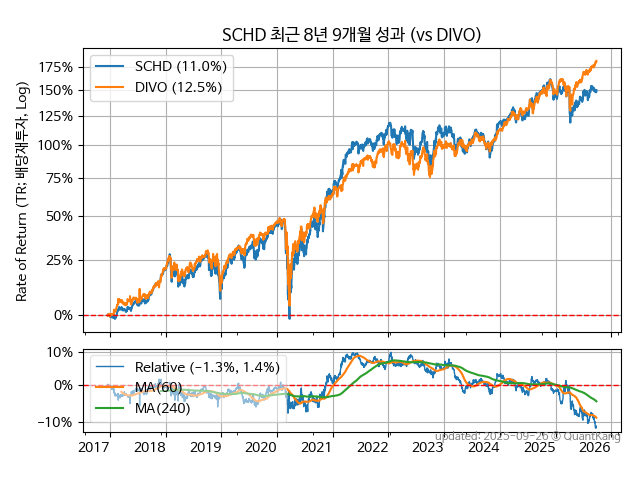 SCHD 최근 8년 9개월 성과 (vs DIVO)
SCHD (11.0%)
DIVO (12.5%)
175%
150%
125%
100%
75%
50%
25%
0%
Rate of Return (TR; 배당재투자, Log)
Relative (−1.3%, 1.4%)
MA(60)
MA(240)
10%
0%
−10%
2017 2018 2019 2020 2021 2022 2023 2024 2025 2026
updated: 2025-09-26 © QuantKang